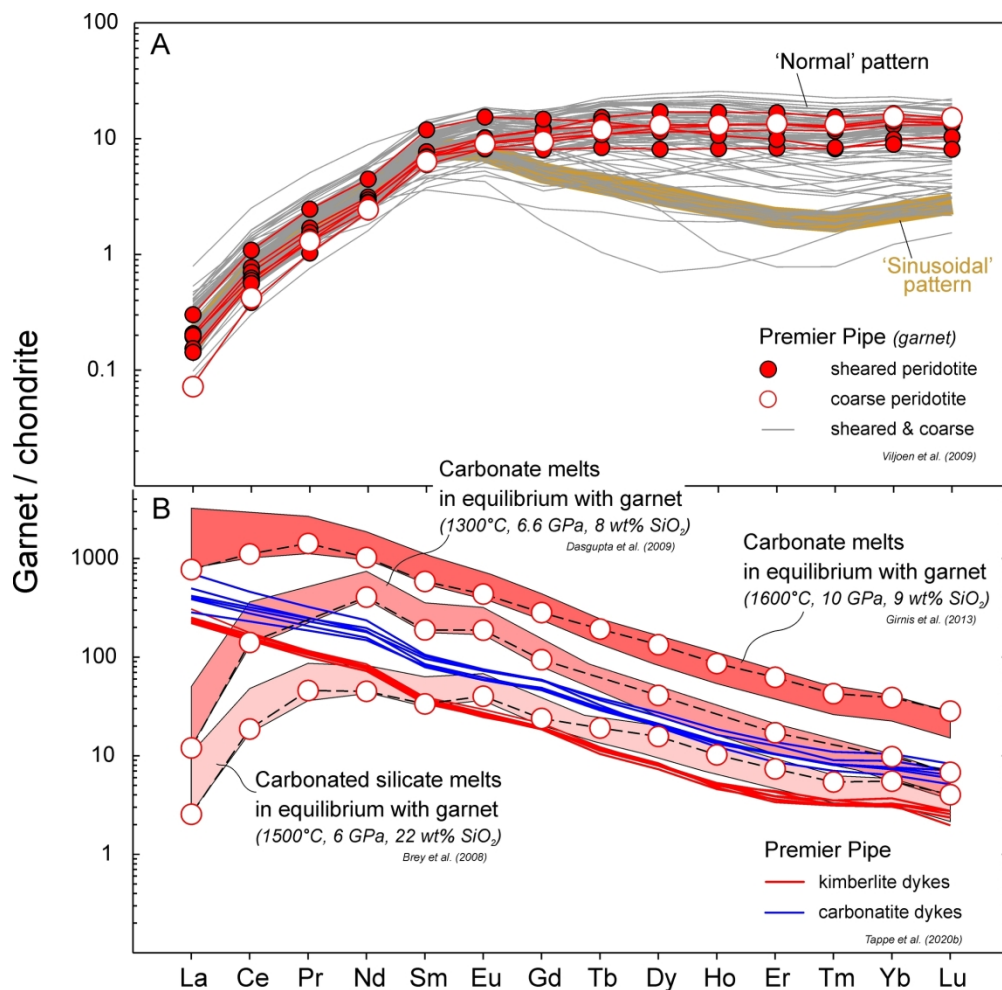 Garnet / chondrite
100
10
1
0.1
A
'Normal' pattern
'Sinusoidal'
pattern
Premier Pipe (garnet)
sheared peridotite
coarse peridotite
sheared & coarse
Viljoen et al. (2009)
1000
100
10
1
B
Carbonate melts
in equilibrium with garnet
(1300°C, 6.6 GPa, 8 wt% SiO₂)
Dasgupta et al. (2009)
Carbonate melts
in equilibrium with garnet
(1600°C, 10 GPa, 9 wt% SiO₂)
Girnis et al. (2013)
Carbonated silicate melts
in equilibrium with garnet
(1500°C, 6 GPa, 22 wt% SiO₂)
Brey et al. (2008)
Premier Pipe
kimberlite dykes
carbonatite dykes
Tappe et al. (2020b)
La Ce Pr Nd Sm Eu Gd Tb Dy Ho Er Tm Yb Lu